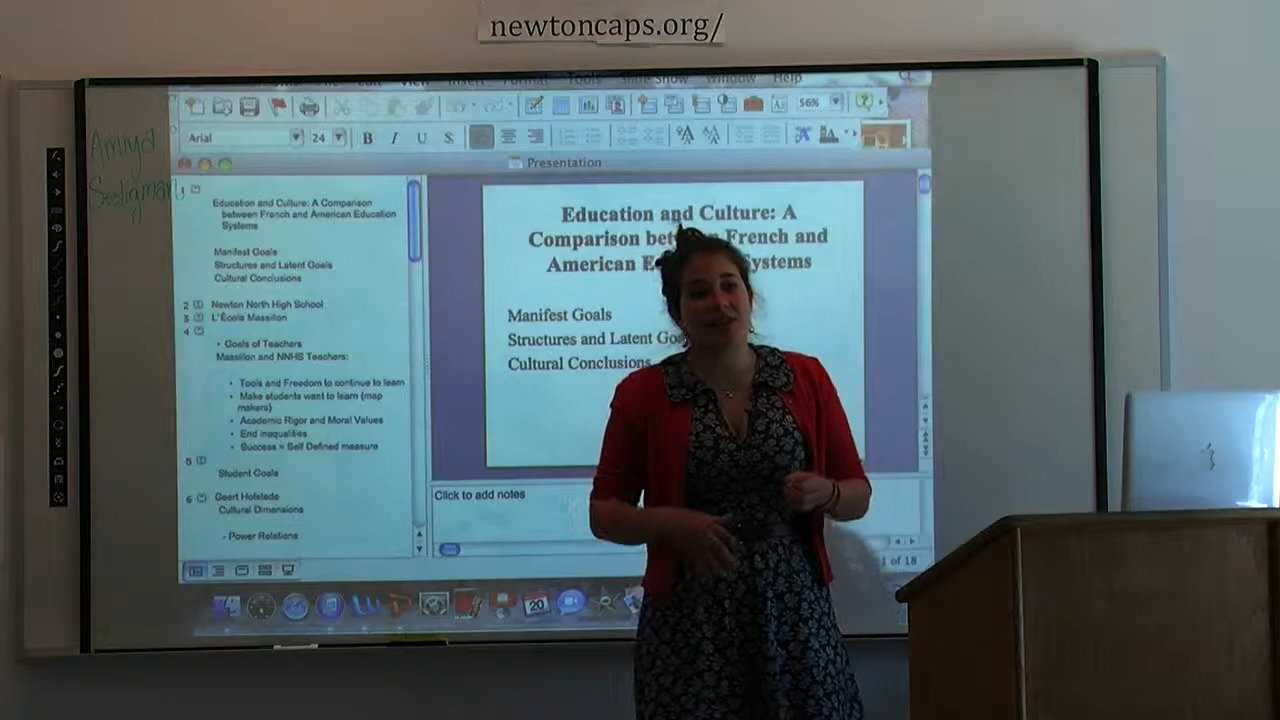 newtoncaps.org/
Amiya
Seeligman
View Insert Format Tools Slide Show Window Help
56%
Arial 24 B I U S
Presentation
1
Education and Culture: A Comparison
between French and American Education
Systems
Manifest Goals
Structures and Latent Goals
Cultural Conclusions
2 Newton North High School
3 L'École Massillon
4
• Goals of Teachers
Massillon and NNHS Teachers:
• Tools and Freedom to continue to learn
• Make students want to learn (map
makers)
• Academic Rigor and Moral Values
• End inequalities
• Success = Self Defined measure
5
Student Goals
6 Geert Hofstede
Cultural Dimensions
- Power Relations
Education and Culture: A
Comparison French and
American Systems
Manifest Goals
Structures and Latent
Cultural Conclusions
Click to add notes
1 of 18
20